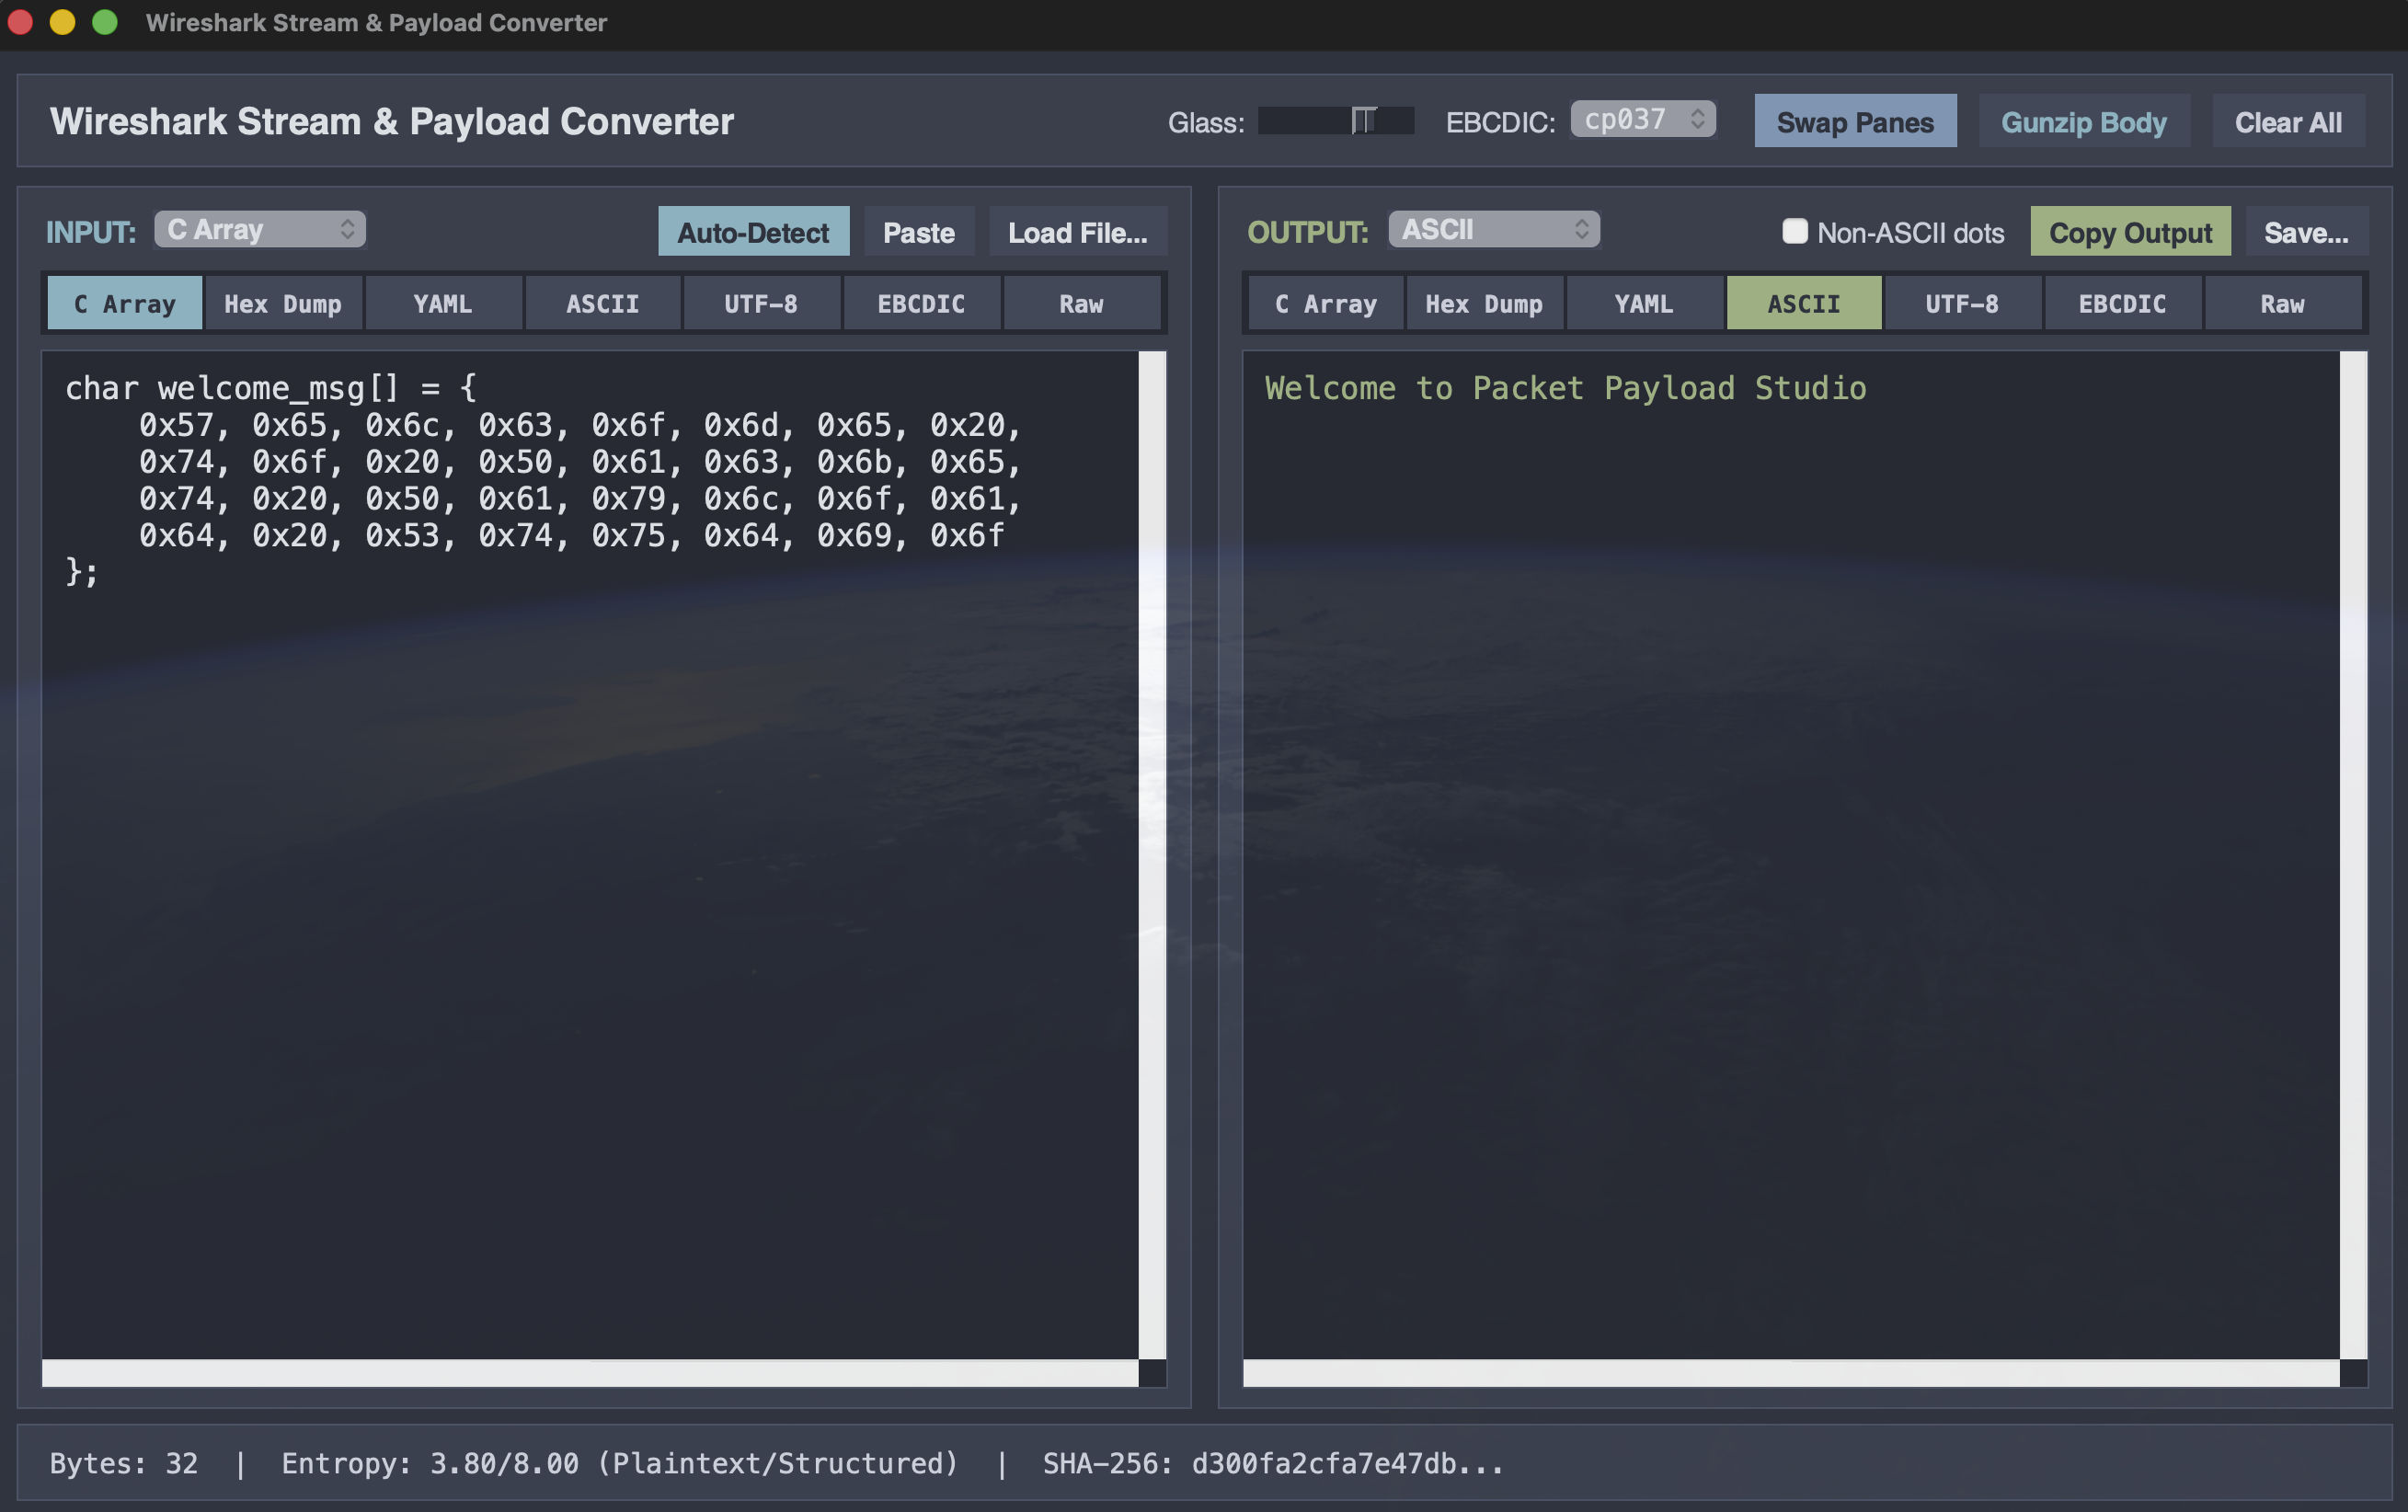 Wireshark Stream & Payload Converter
Wireshark Stream & Payload Converter
Glass:
EBCDIC:
cp037
Swap Panes
Gunzip Body
Clear All
INPUT:
C Array
Auto-Detect
Paste
Load File...
C Array
Hex Dump
YAML
ASCII
UTF-8
EBCDIC
Raw
char welcome_msg[] = {
    0x57, 0x65, 0x6c, 0x63, 0x6f, 0x6d, 0x65, 0x20,
    0x74, 0x6f, 0x20, 0x50, 0x61, 0x63, 0x6b, 0x65,
    0x74, 0x20, 0x50, 0x61, 0x79, 0x6c, 0x6f, 0x61,
    0x64, 0x20, 0x53, 0x74, 0x75, 0x64, 0x69, 0x6f
};
OUTPUT:
ASCII
Non-ASCII dots
Copy Output
Save...
C Array
Hex Dump
YAML
ASCII
UTF-8
EBCDIC
Raw
Welcome to Packet Payload Studio
Bytes: 32 | Entropy: 3.80/8.00 (Plaintext/Structured) | SHA-256: d300fa2cfa7e47db...